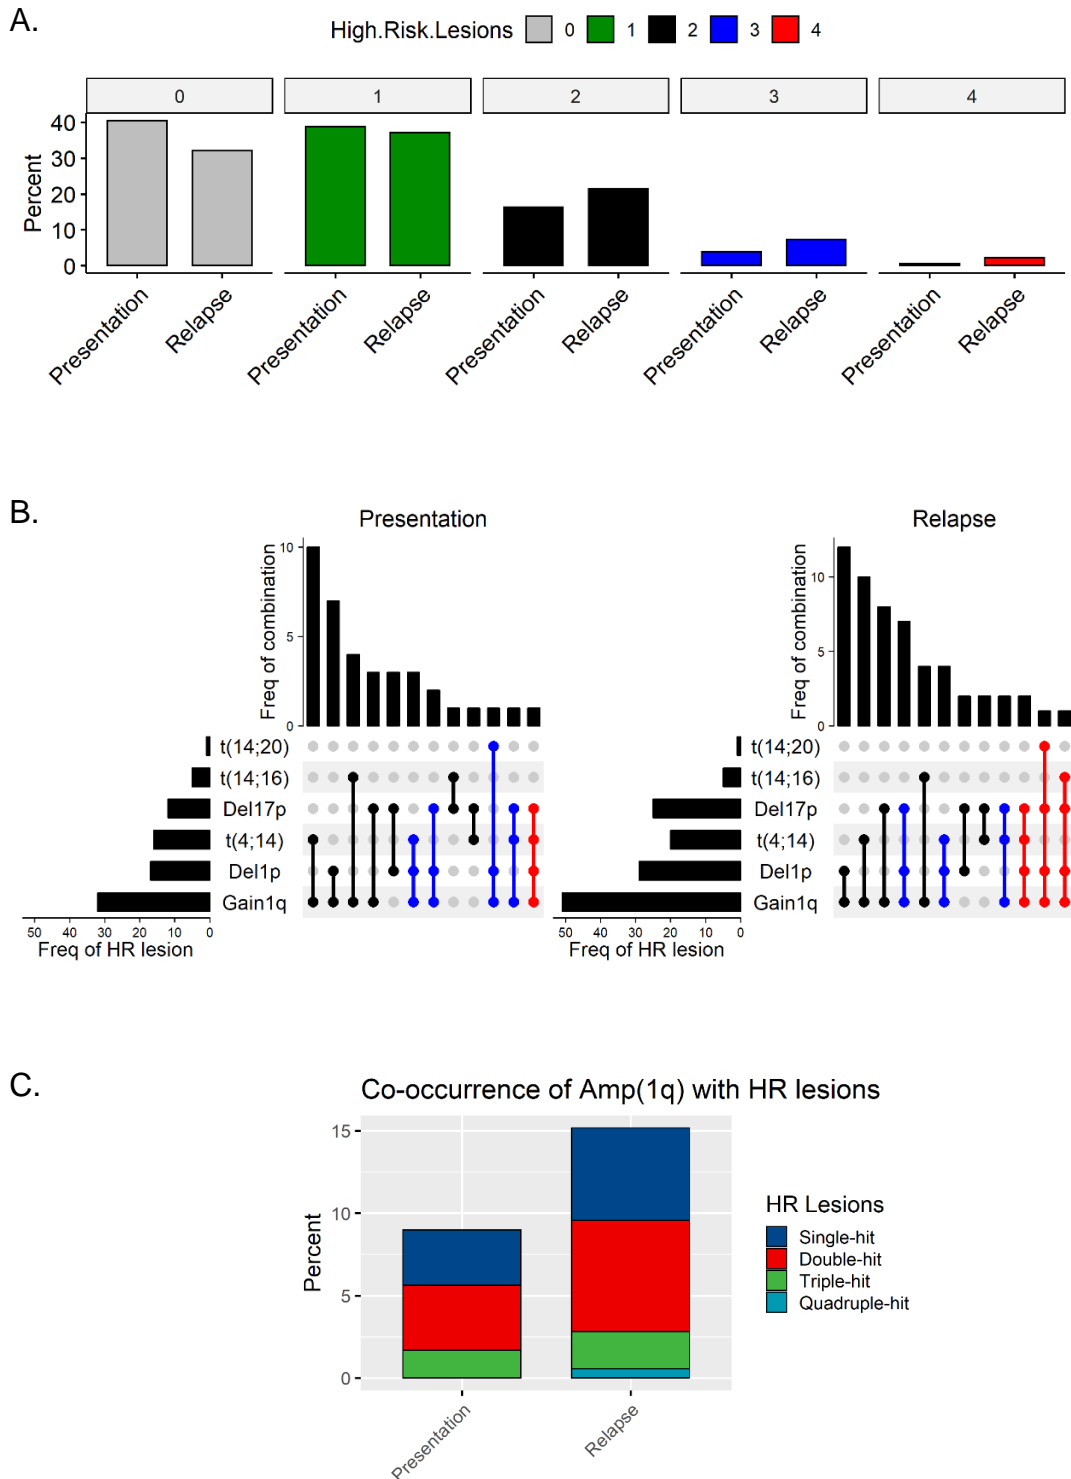 A.
High.Risk.Lesions 0 1 2 3 4
0 1 2 3 4
Percent
40
30
20
10
0
Presentation Relapse Presentation Relapse Presentation Relapse Presentation Relapse Presentation Relapse
B.
Presentation
Freq of combination
10
5
0
t(14;20)
t(14;16)
Del17p
t(4;14)
Del1p
Gain1q
50 40 30 20 10 0
Freq of HR lesion
Relapse
Freq of combination
10
5
0
t(14;20)
t(14;16)
Del17p
t(4;14)
Del1p
Gain1q
50 40 30 20 10 0
Freq of HR lesion
C.
Co-occurrence of Amp(1q) with HR lesions
Percent
15
10
5
0
Presentation Relapse
HR Lesions
Single-hit
Double-hit
Triple-hit
Quadruple-hit